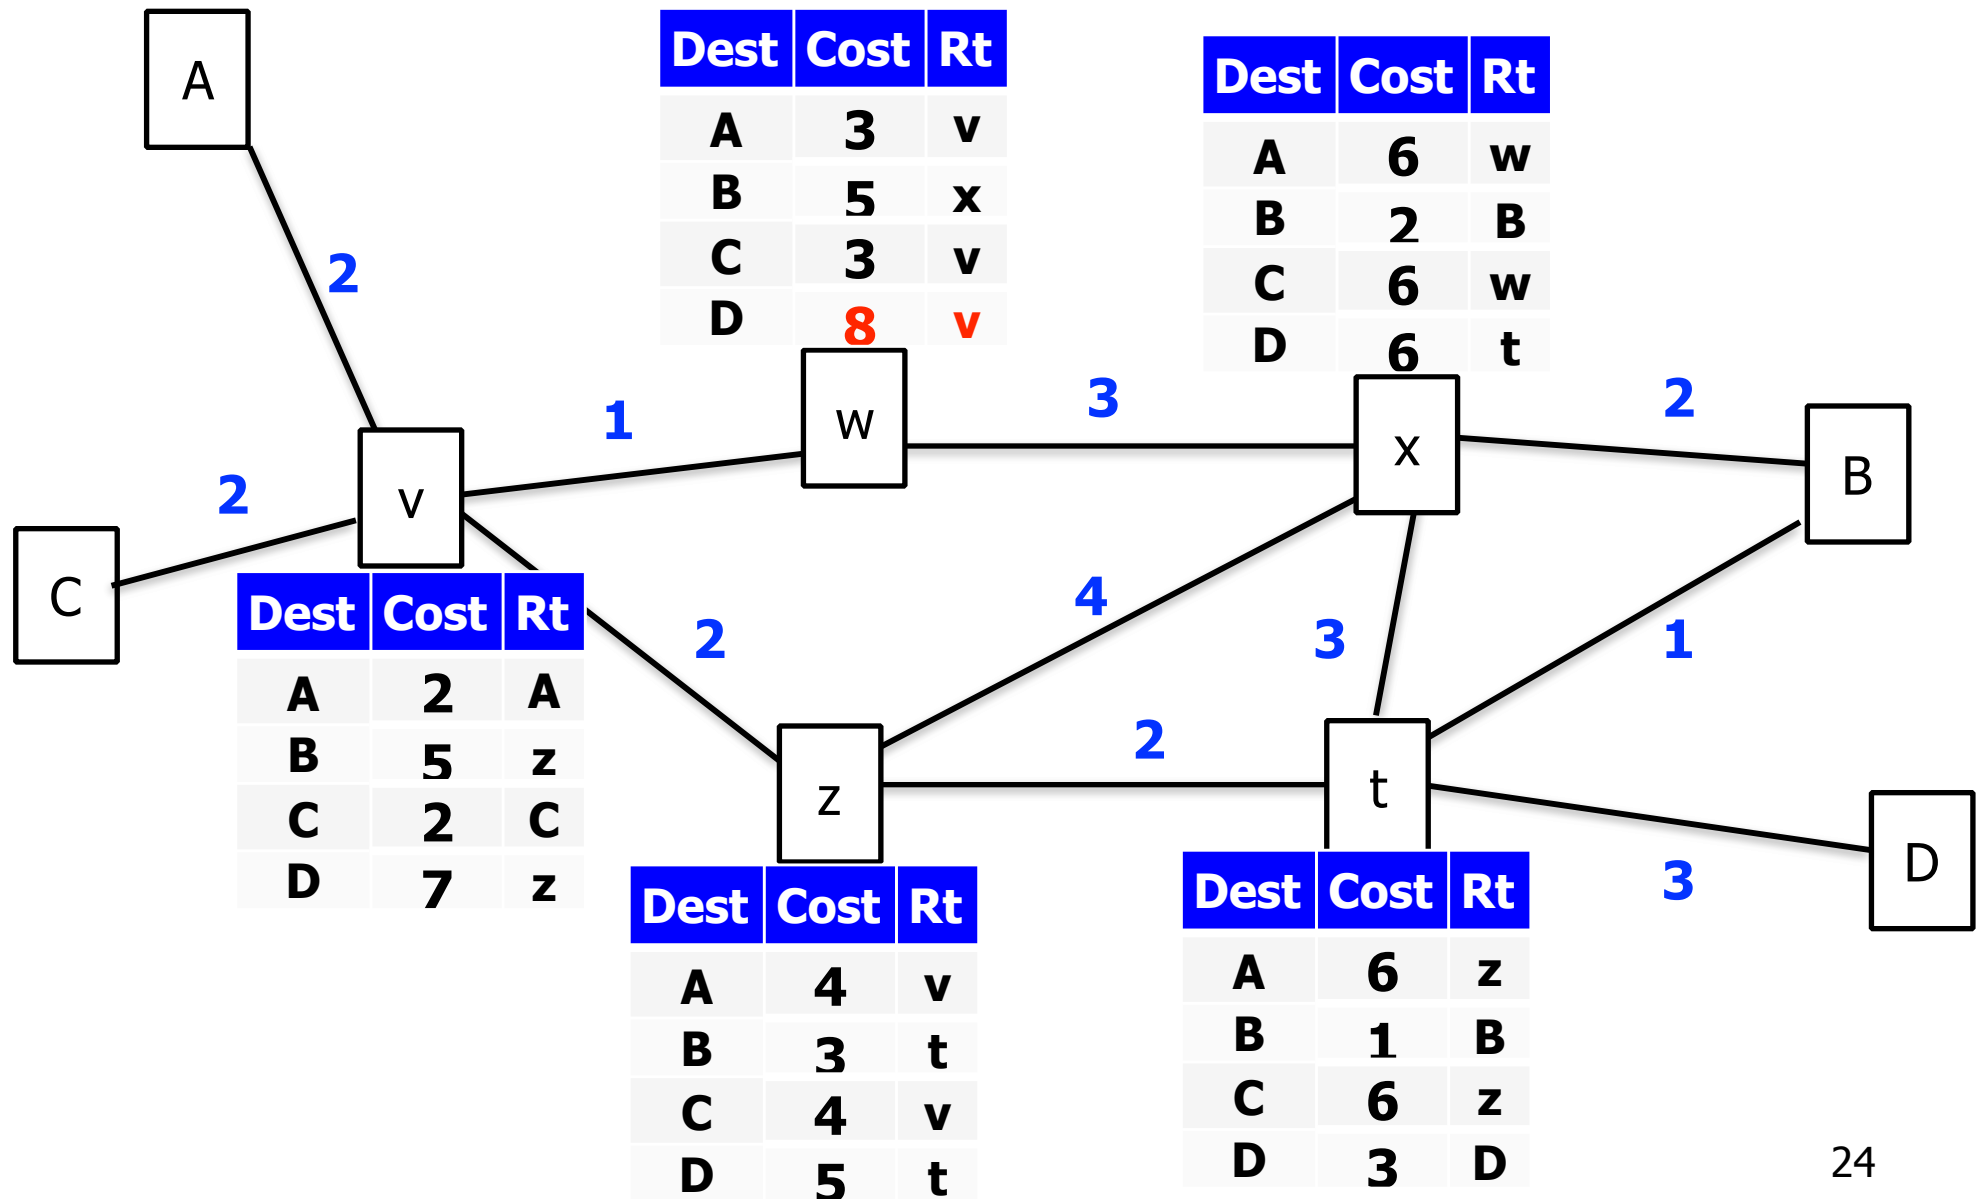 A
Dest Cost Rt
A 3 v
B 5 x
C 3 v
D 8 v
Dest Cost Rt
A 6 w
B 2 B
C 6 w
D 6 t
2
1
w
3
x
2
B
2
v
C
Dest Cost Rt
A 2 A
B 5 z
C 2 C
D 7 z
2
4
3
1
z
2
t
3
D
Dest Cost Rt
A 4 v
B 3 t
C 4 v
D 5 t
Dest Cost Rt
A 6 z
B 1 B
C 6 z
D 3 D
24